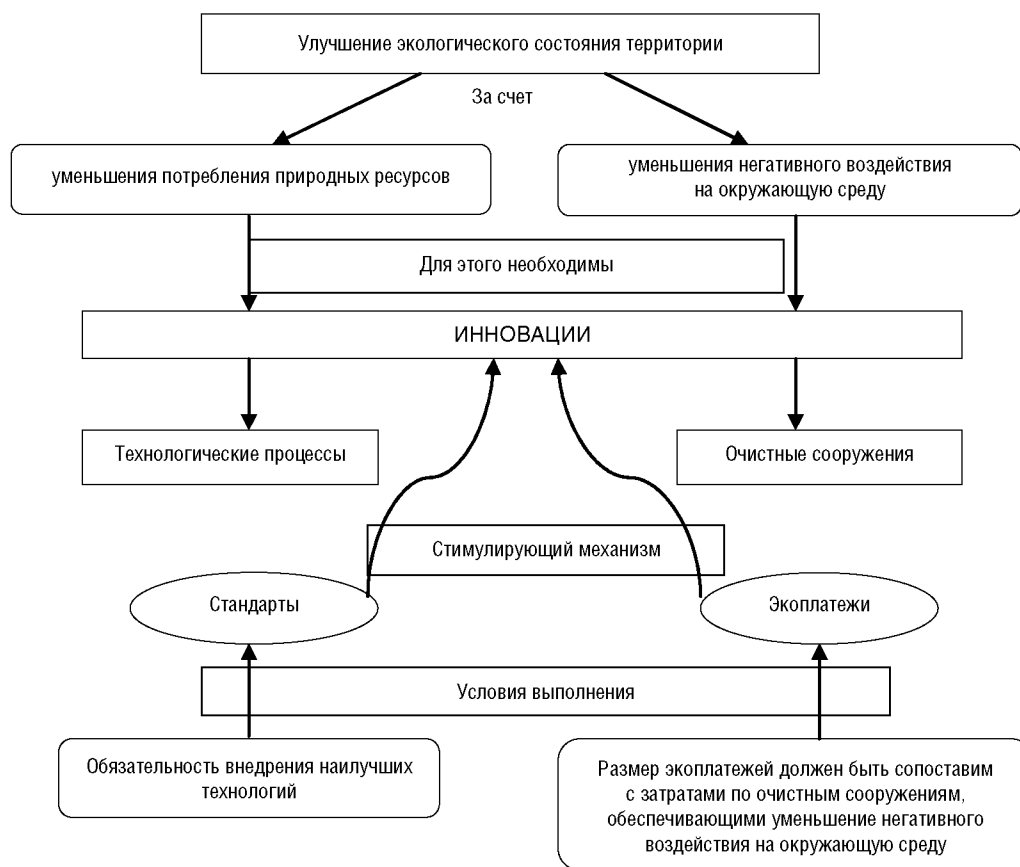 Улучшение экологического состояния территории
За счет
уменьшения потребления природных ресурсов
уменьшения негативного воздействия
на окружающую среду
Для этого необходимы
ИННОВАЦИИ
Технологические процессы
Очистные сооружения
Стимулирующий механизм
Стандарты
Экоплатежи
Условия выполнения
Обязательность внедрения наилучших
технологий
Размер экоплатежей должен быть сопоставим
с затратами по очистным сооружениям,
обеспечивающими уменьшение негативного
воздействия на окружающую среду